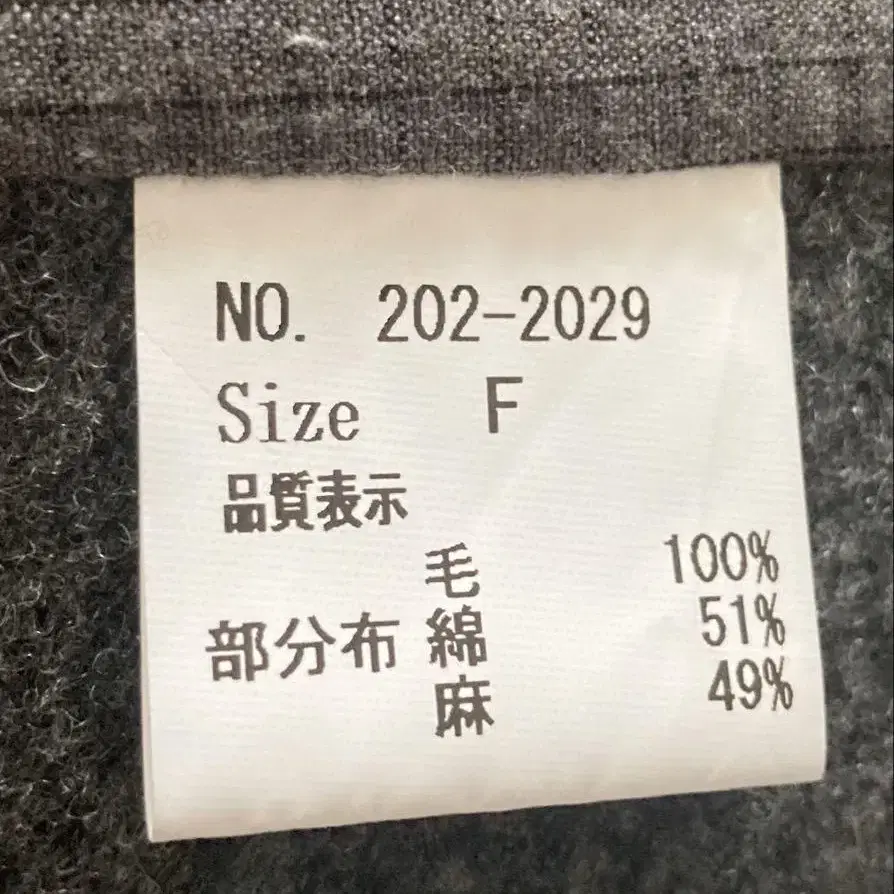 NO. 202-2029
Size F
品質表示
毛 100%
部分布 綿 51%
麻 49%